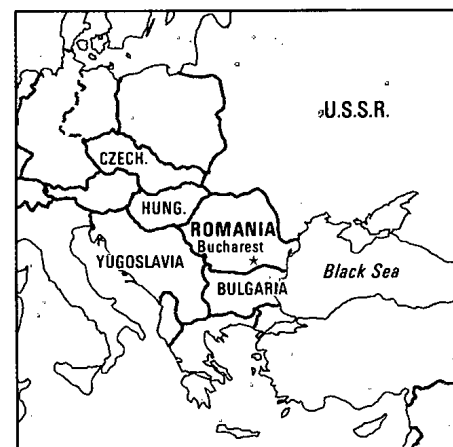 U.S.S.R.
CZECH.
HUNG.
ROMANIA
Bucharest
YUGOSLAVIA
Black Sea
BULGARIA